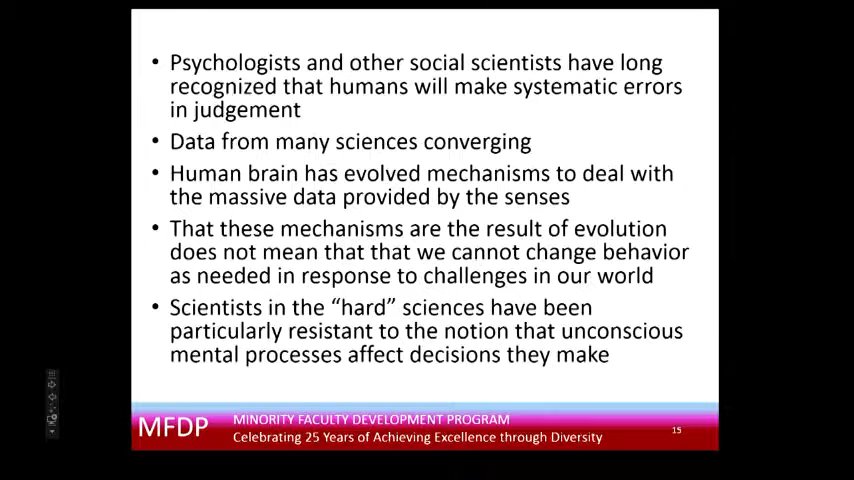 • Psychologists and other social scientists have long
recognized that humans will make systematic errors
in judgement
• Data from many sciences converging
• Human brain has evolved mechanisms to deal with
the massive data provided by the senses
• That these mechanisms are the result of evolution
does not mean that that we cannot change behavior
as needed in response to challenges in our world
• Scientists in the “hard” sciences have been
particularly resistant to the notion that unconscious
mental processes affect decisions they make
MFDP
MINORITY FACULTY DEVELOPMENT PROGRAM
Celebrating 25 Years of Achieving Excellence through Diversity
15